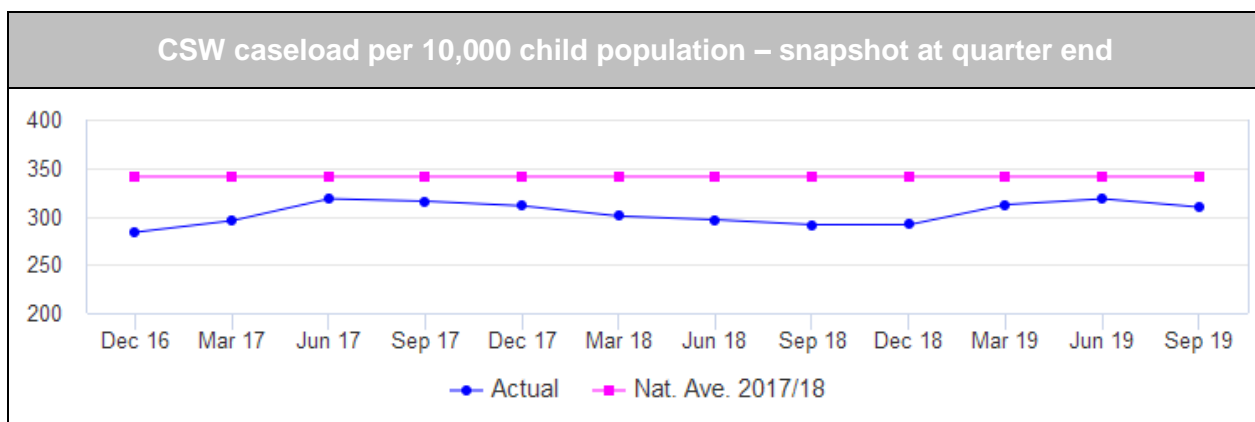 CSW caseload per 10,000 child population – snapshot at quarter end
400
350
300
250
200
Dec 16 Mar 17 Jun 17 Sep 17 Dec 17 Mar 18 Jun 18 Sep 18 Dec 18 Mar 19 Jun 19 Sep 19
Actual Nat. Ave. 2017/18